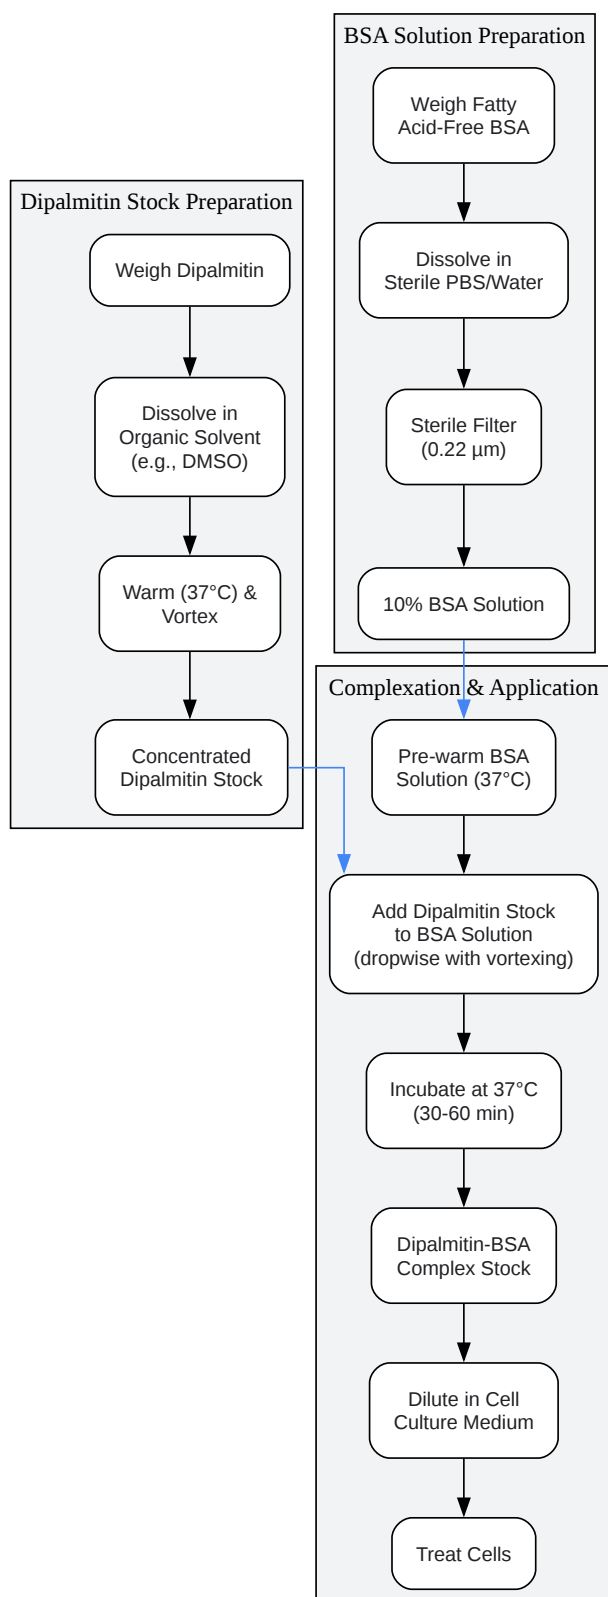 BSA Solution Preparation
Weigh Fatty
Acid-Free BSA
Dissolve in
Sterile PBS/Water
Sterile Filter
(0.22 µm)
10% BSA Solution
Dipalmitin Stock Preparation
Weigh Dipalmitin
Dissolve in
Organic Solvent
(e.g., DMSO)
Warm (37°C) &
Vortex
Concentrated
Dipalmitin Stock
Complexation & Application
Pre-warm BSA
Solution (37°C)
Add Dipalmitin Stock
to BSA Solution
(dropwise with vortexing)
Incubate at 37°C
(30-60 min)
Dipalmitin-BSA
Complex Stock
Dilute in Cell
Culture Medium
Treat Cells